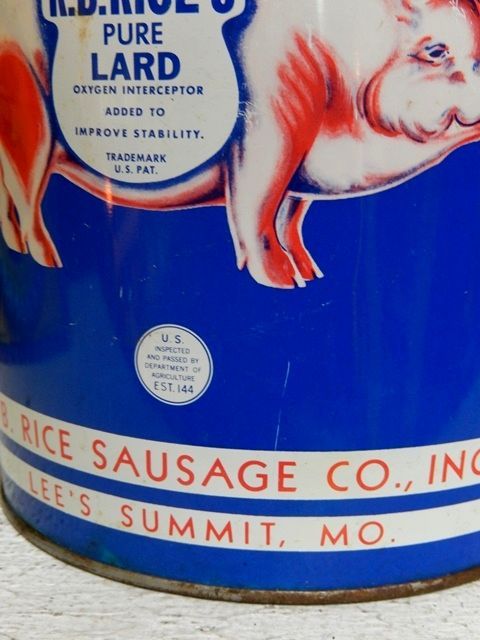 R.B.RICE'S
PURE
LARD
OXYGEN INTERCEPTOR
ADDED TO
IMPROVE STABILITY.
TRADEMARK
U.S. PAT.
U.S.
INSPECTED
AND PASSED BY
DEPARTMENT OF
AGRICULTURE
EST. 144
B. RICE SAUSAGE CO., INC
LEE'S SUMMIT, MO.